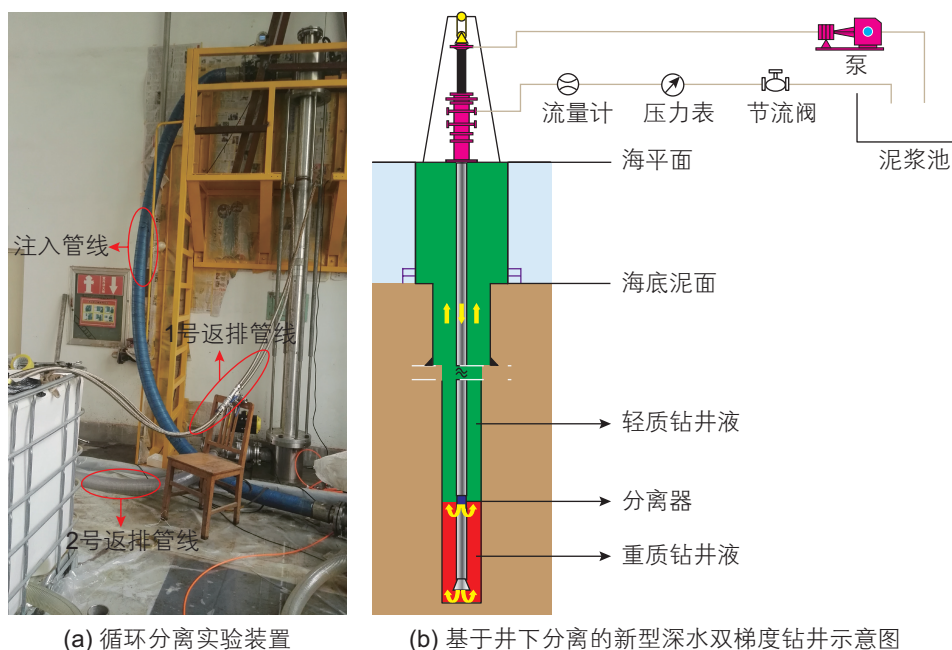 注入管线
1号返排管线
2号返排管线
(a) 循环分离实验装置
泵
流量计
压力表
节流阀
泥浆池
海平面
海底泥面
轻质钻井液
分离器
重质钻井液
(b) 基于井下分离的新型深水双梯度钻井示意图